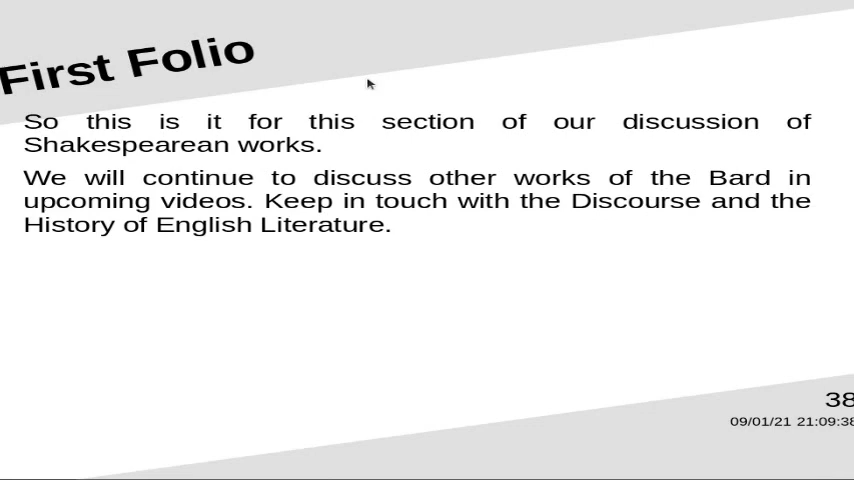 First Folio
So this is it for this section of our discussion of
Shakespearean works.
We will continue to discuss other works of the Bard in
upcoming videos. Keep in touch with the Discourse and the
History of English Literature.
38
09/01/21 21:09:38